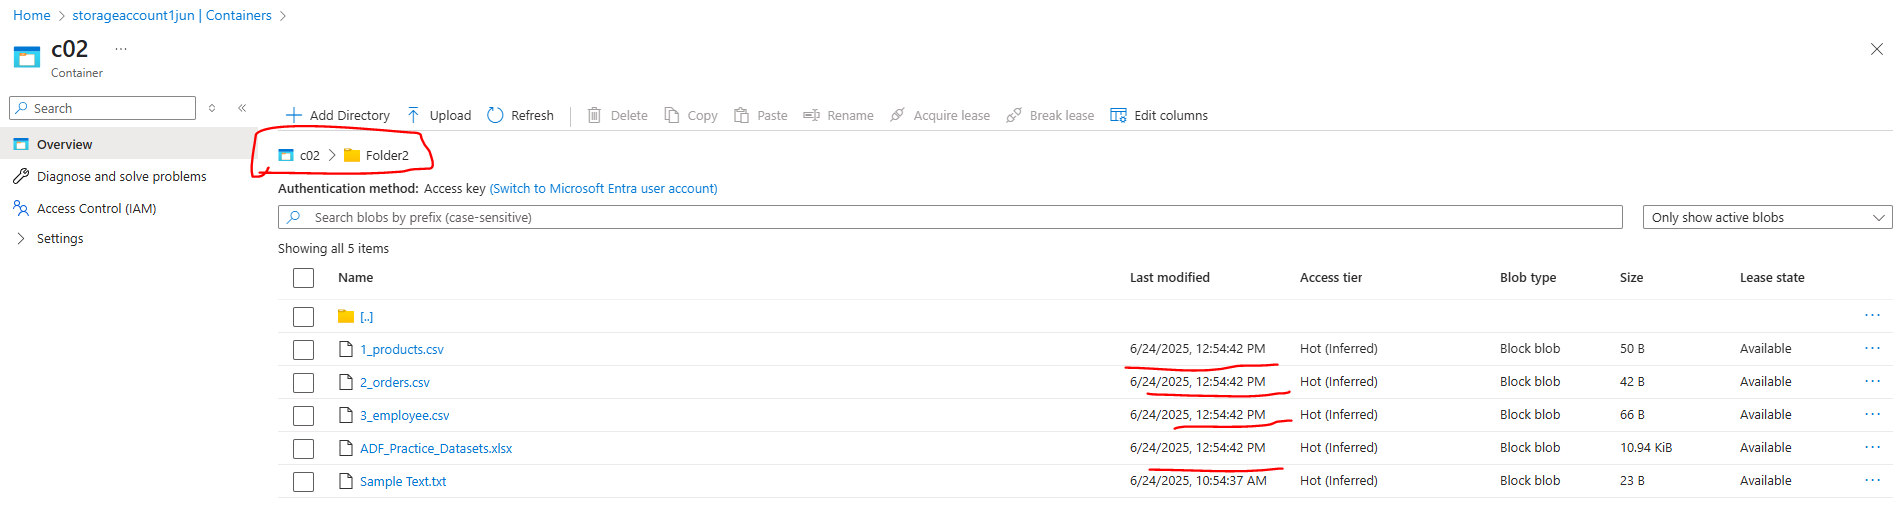 Home > storageaccount1jun | Containers >
c02 ...
Container
Search
Overview
Diagnose and solve problems
Access Control (IAM)
Settings
Add Directory Upload Refresh Delete Copy Paste Rename Acquire lease Break lease Edit columns
c02 > Folder2
Authentication method: Access key (Switch to Microsoft Entra user account)
Search blobs by prefix (case-sensitive) Only show active blobs
Showing all 5 items
Name Last modified Access tier Blob type Size Lease state
[..] ...
1_products.csv 6/24/2025, 12:54:42 PM Hot (Inferred) Block blob 50 B Available ...
2_orders.csv 6/24/2025, 12:54:42 PM Hot (Inferred) Block blob 42 B Available ...
3_employee.csv 6/24/2025, 12:54:42 PM Hot (Inferred) Block blob 66 B Available ...
ADF_Practice_Datasets.xlsx 6/24/2025, 12:54:42 PM Hot (Inferred) Block blob 10.94 KiB Available ...
Sample Text.txt 6/24/2025, 10:54:37 AM Hot (Inferred) Block blob 23 B Available ...